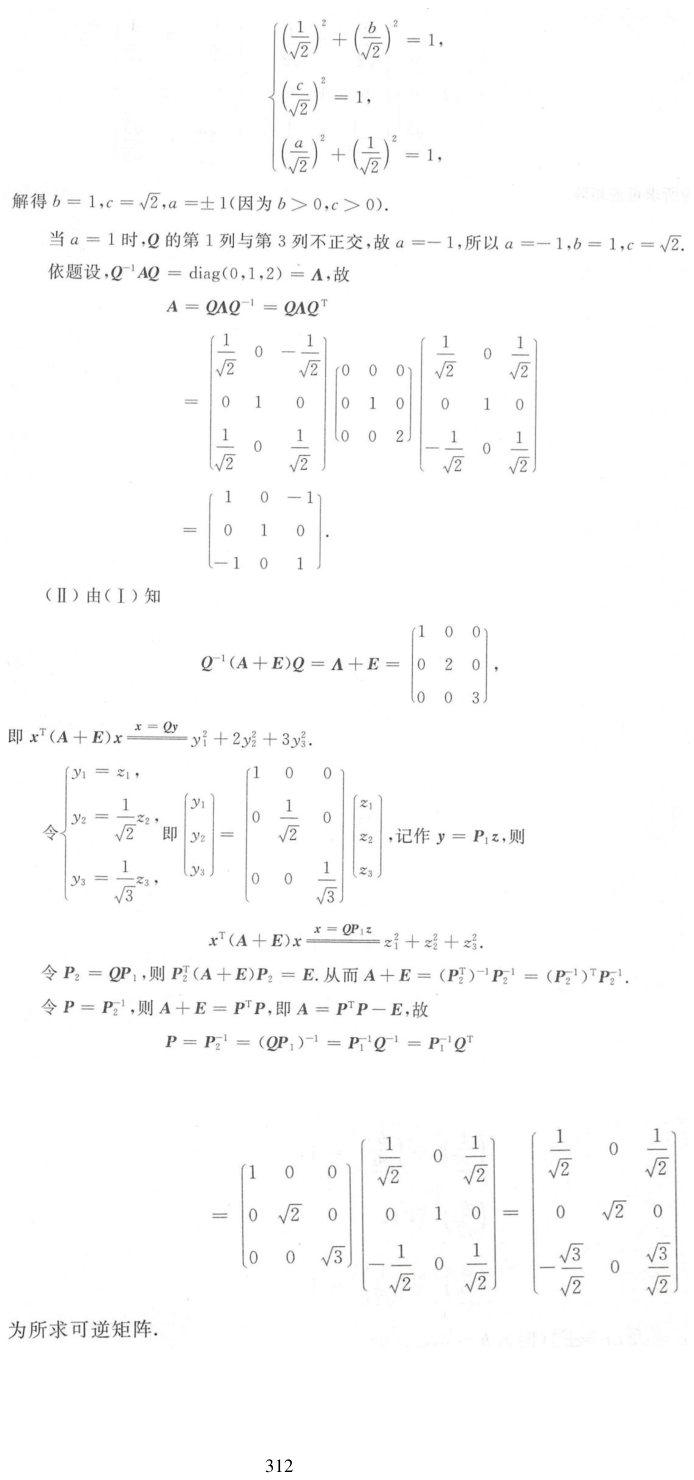 { (1/√2)² + (b/√2)² = 1,
(c/√2)² = 1,
(a/√2)² + (1/√2)² = 1,
解得 b = 1,c = √2,a =± 1(因为 b > 0,c > 0).
当 a = 1 时,Q 的第 1 列与第 3 列不正交,故 a =− 1,所以 a =− 1,b = 1,c = √2.
依题设,Q⁻¹AQ = diag(0,1,2) = Λ,故
A = QΛQ⁻¹ = QΛQᵀ
= [1/√2 0 −1/√2; 0 1 0; 1/√2 0 1/√2] [0 0 0; 0 1 0; 0 0 2] [1/√2 0 1/√2; 0 1 0; −1/√2 0 1/√2]
= [1 0 −1; 0 1 0; −1 0 1].
(Ⅱ) 由(Ⅰ) 知
Q⁻¹(A + E)Q = Λ + E = [1 0 0; 0 2 0; 0 0 3],
即 xᵀ(A + E)x =(x = Qy)= y₁² + 2y₂² + 3y₃².
令 { y₁ = z₁, y₂ = 1/√2 z₂, y₃ = 1/√3 z₃, 即 [y₁; y₂; y₃] = [1 0 0; 0 1/√2 0; 0 0 1/√3] [z₁; z₂; z₃],记作 y = P₁z,则
xᵀ(A + E)x =(x = QP₁z)= z₁² + z₂² + z₃².
令 P₂ = QP₁,则 P₂ᵀ(A + E)P₂ = E. 从而 A + E = (P₂ᵀ)⁻¹P₂⁻¹ = (P₂⁻¹)ᵀP₂⁻¹.
令 P = P₂⁻¹,则 A + E = PᵀP,即 A = PᵀP − E,故
P = P₂⁻¹ = (QP₁)⁻¹ = P₁⁻¹Q⁻¹ = P₁⁻¹Qᵀ
= [1 0 0; 0 √2 0; 0 0 √3] [1/√2 0 1/√2; 0 1 0; −1/√2 0 1/√2] = [1/√2 0 1/√2; 0 √2 0; −√3/√2 0 √3/√2]
为所求可逆矩阵.
312